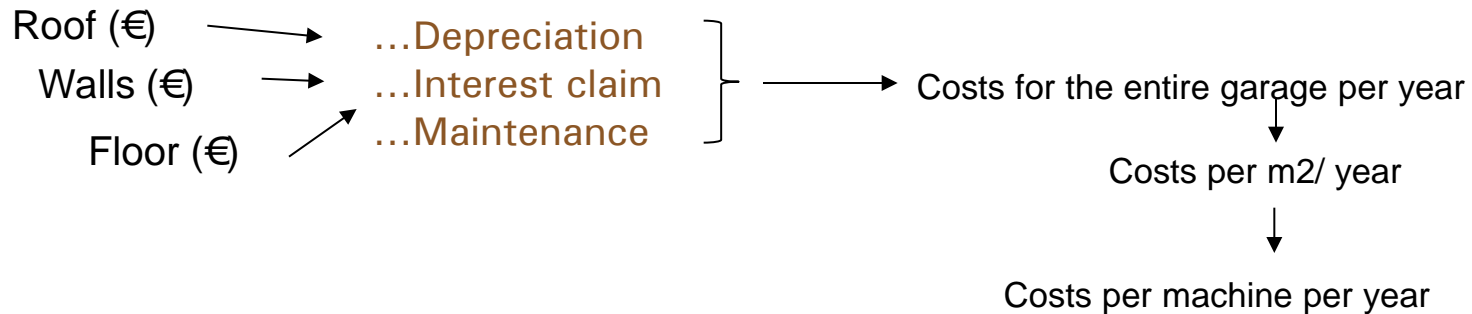 Roof (€)
Walls (€)
Floor (€)
…Depreciation
…Interest claim
…Maintenance
Costs for the entire garage per year
Costs per m2/ year
Costs per machine per year